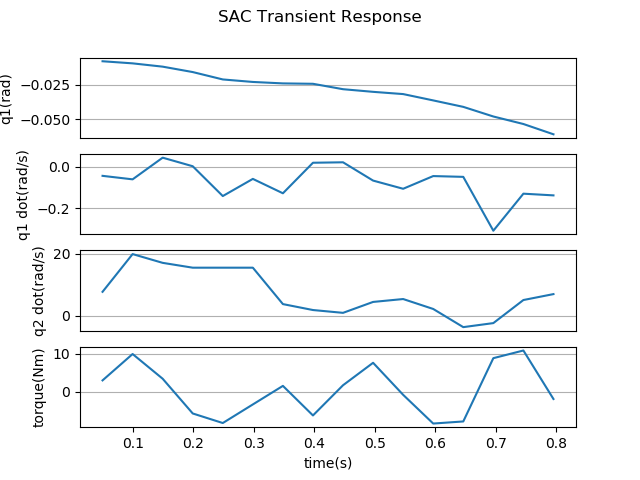 SAC Transient Response
q1(rad)
−0.025
−0.050
q1 dot(rad/s)
0.0
−0.2
q2 dot(rad/s)
20
0
torque(Nm)
10
0
0.1 0.2 0.3 0.4 0.5 0.6 0.7 0.8
time(s)